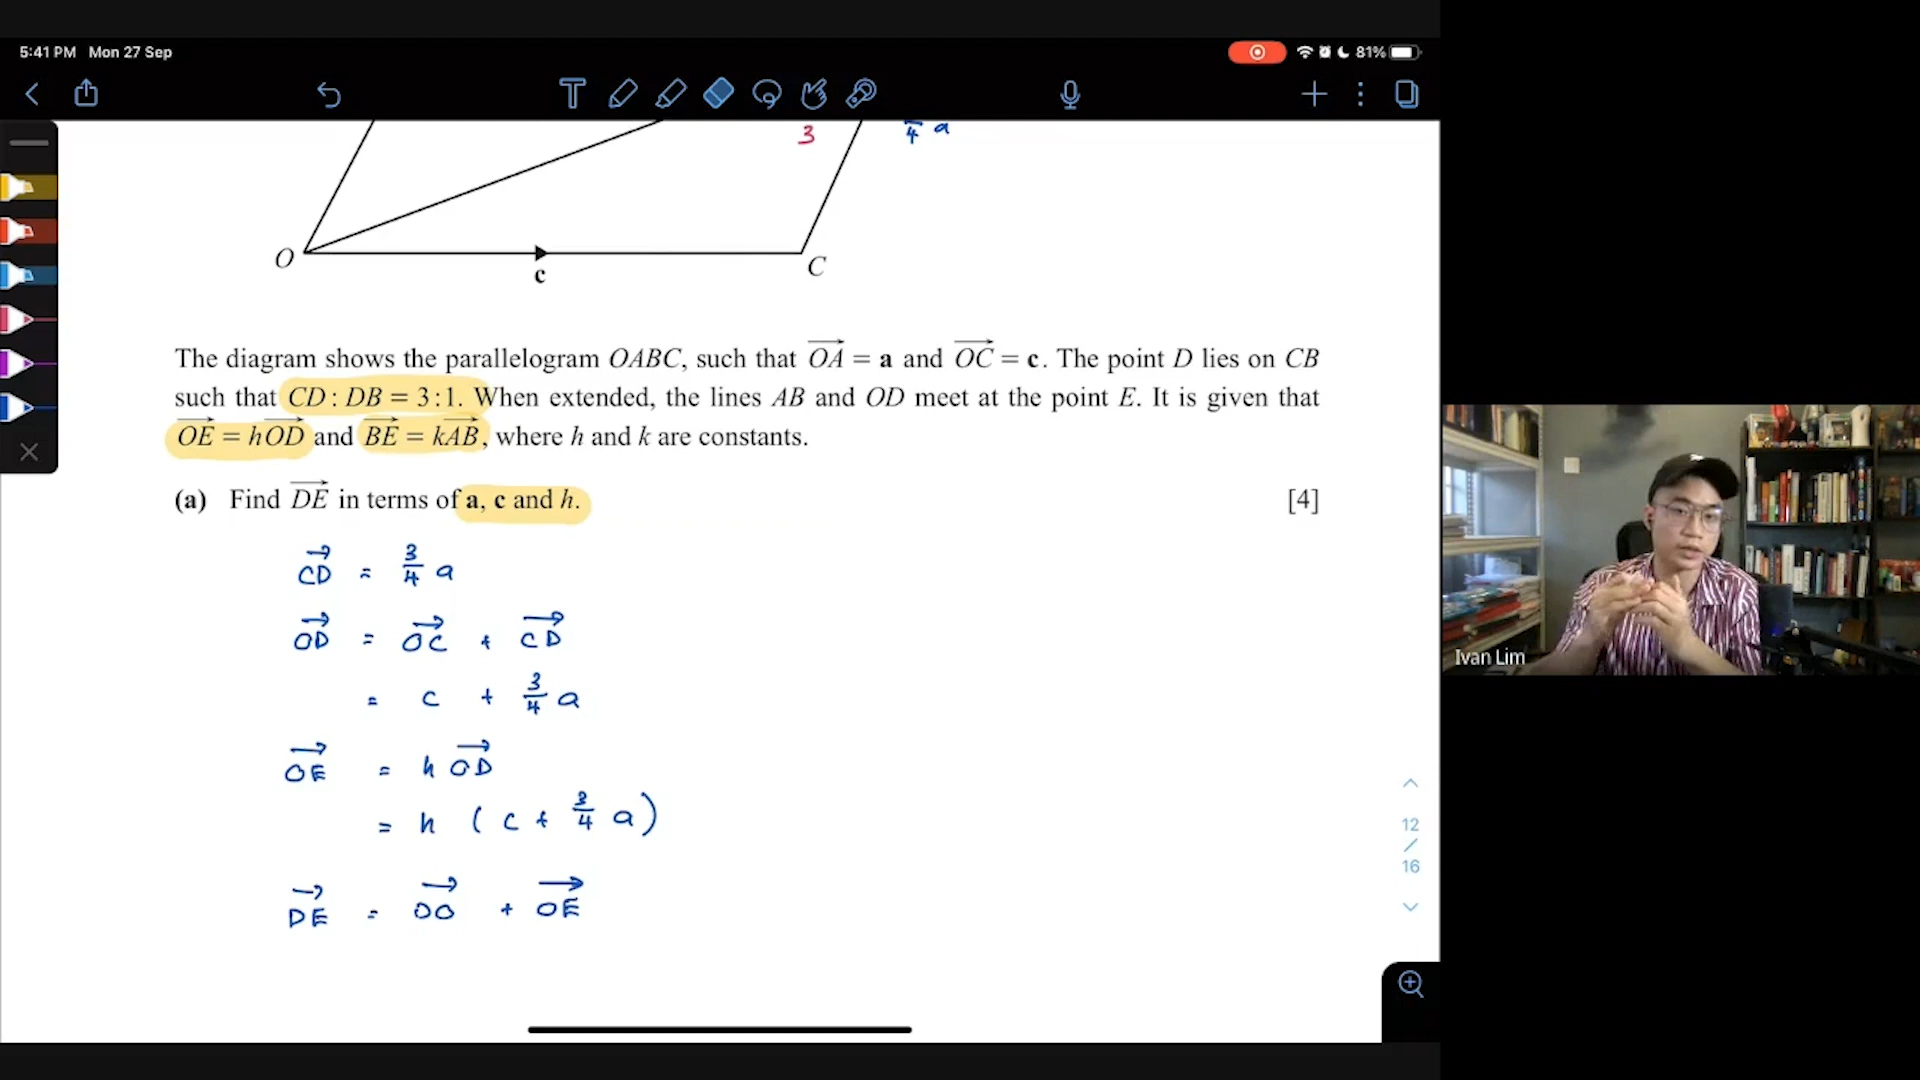 5:41 PM Mon 27 Sep
81%
3
4 a
O
c
C
The diagram shows the parallelogram OABC, such that OA = a and OC = c. The point D lies on CB
such that CD : DB = 3 : 1. When extended, the lines AB and OD meet at the point E. It is given that
OE = hOD and BE = kAB, where h and k are constants.
(a) Find DE in terms of a, c and h. [4]
CD = 3/4 a
OD = OC + CD
= c + 3/4 a
OE = h OD
= h ( c + 3/4 a )
DE = DO + OE
12
/
16
Ivan Lim